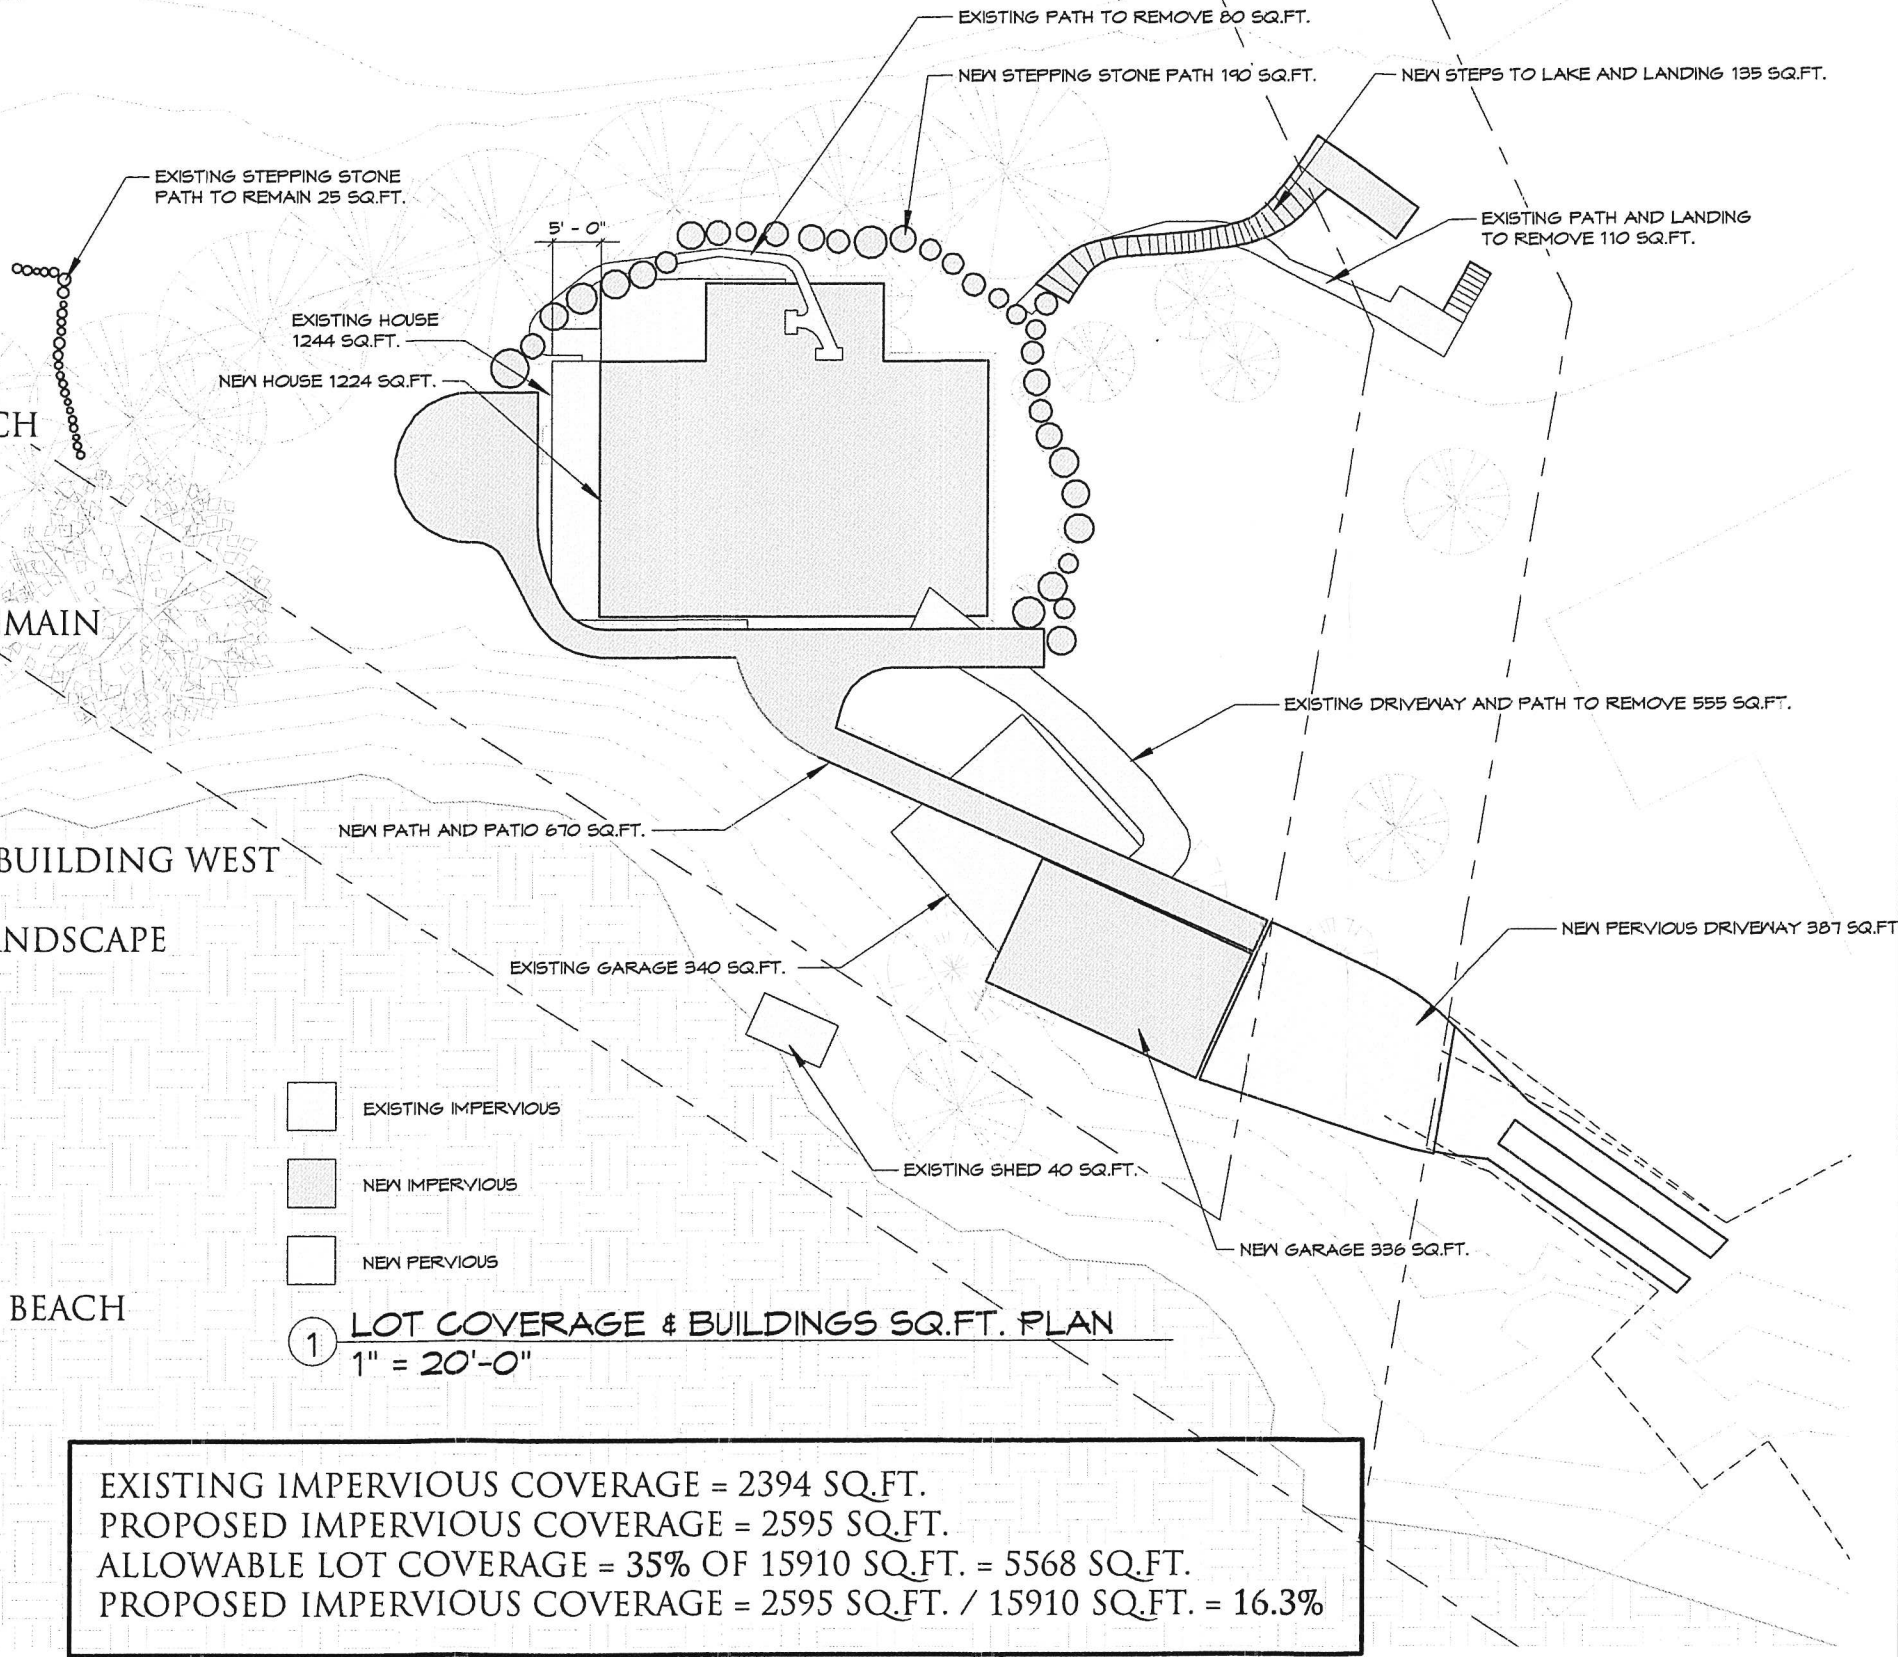 EXISTING PATH TO REMOVE 80 SQ.FT.
NEW STEPPING STONE PATH 190 SQ.FT.
NEW STEPS TO LAKE AND LANDING 135 SQ.FT.
EXISTING STEPPING STONE
PATH TO REMAIN 25 SQ.FT.
5' - 0"
EXISTING PATH AND LANDING
TO REMOVE 110 SQ.FT.
EXISTING HOUSE
1244 SQ.FT.
NEW HOUSE 1224 SQ.FT.
CH
MAIN
EXISTING DRIVEWAY AND PATH TO REMOVE 555 SQ.FT.
NEW PATH AND PATIO 670 SQ.FT.
BUILDING WEST
NEW PERVIOUS DRIVEWAY 387 SQ.FT
NDSCAPE
EXISTING GARAGE 340 SQ.FT.
EXISTING IMPERVIOUS
EXISTING SHED 40 SQ.FT.
NEW IMPERVIOUS
NEW GARAGE 336 SQ.FT.
NEW PERVIOUS
BEACH
1 LOT COVERAGE & BUILDINGS SQ.FT. PLAN
1" = 20'-0"
EXISTING IMPERVIOUS COVERAGE = 2394 SQ.FT.
PROPOSED IMPERVIOUS COVERAGE = 2595 SQ.FT.
ALLOWABLE LOT COVERAGE = 35% OF 15910 SQ.FT. = 5568 SQ.FT.
PROPOSED IMPERVIOUS COVERAGE = 2595 SQ.FT. / 15910 SQ.FT. = 16.3%